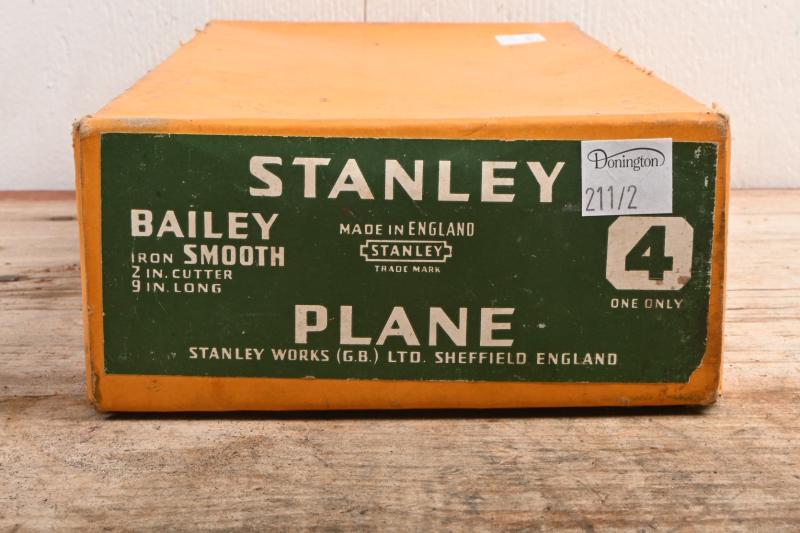 STANLEY
Donington
211/2
BAILEY
IRON SMOOTH
2 IN. CUTTER
9 IN. LONG
MADE IN ENGLAND
STANLEY
TRADE MARK
4
ONE ONLY
PLANE
STANLEY WORKS (G.B.) LTD. SHEFFIELD ENGLAND